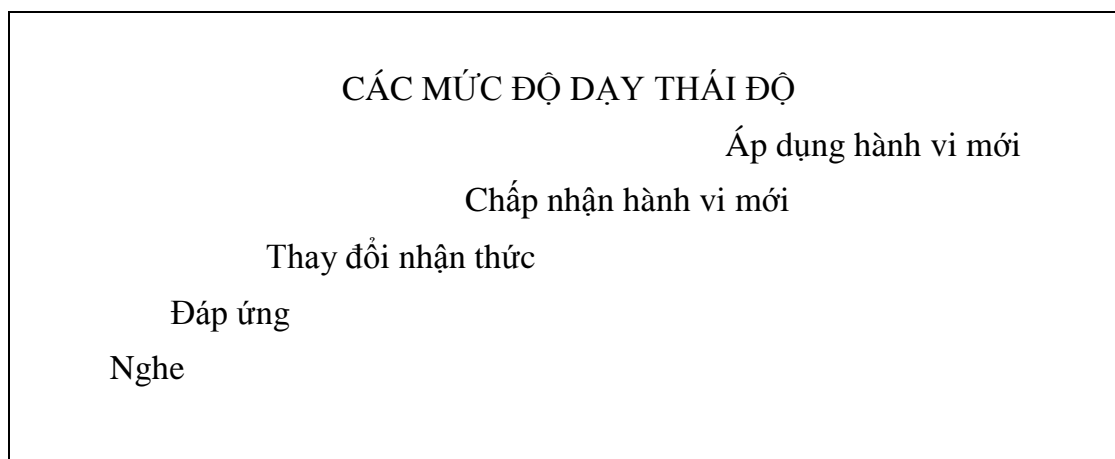 CÁC MỨC ĐỘ DẠY THÁI ĐỘ
Áp dụng hành vi mới
Chấp nhận hành vi mới
Thay đổi nhận thức
Đáp ứng
Nghe